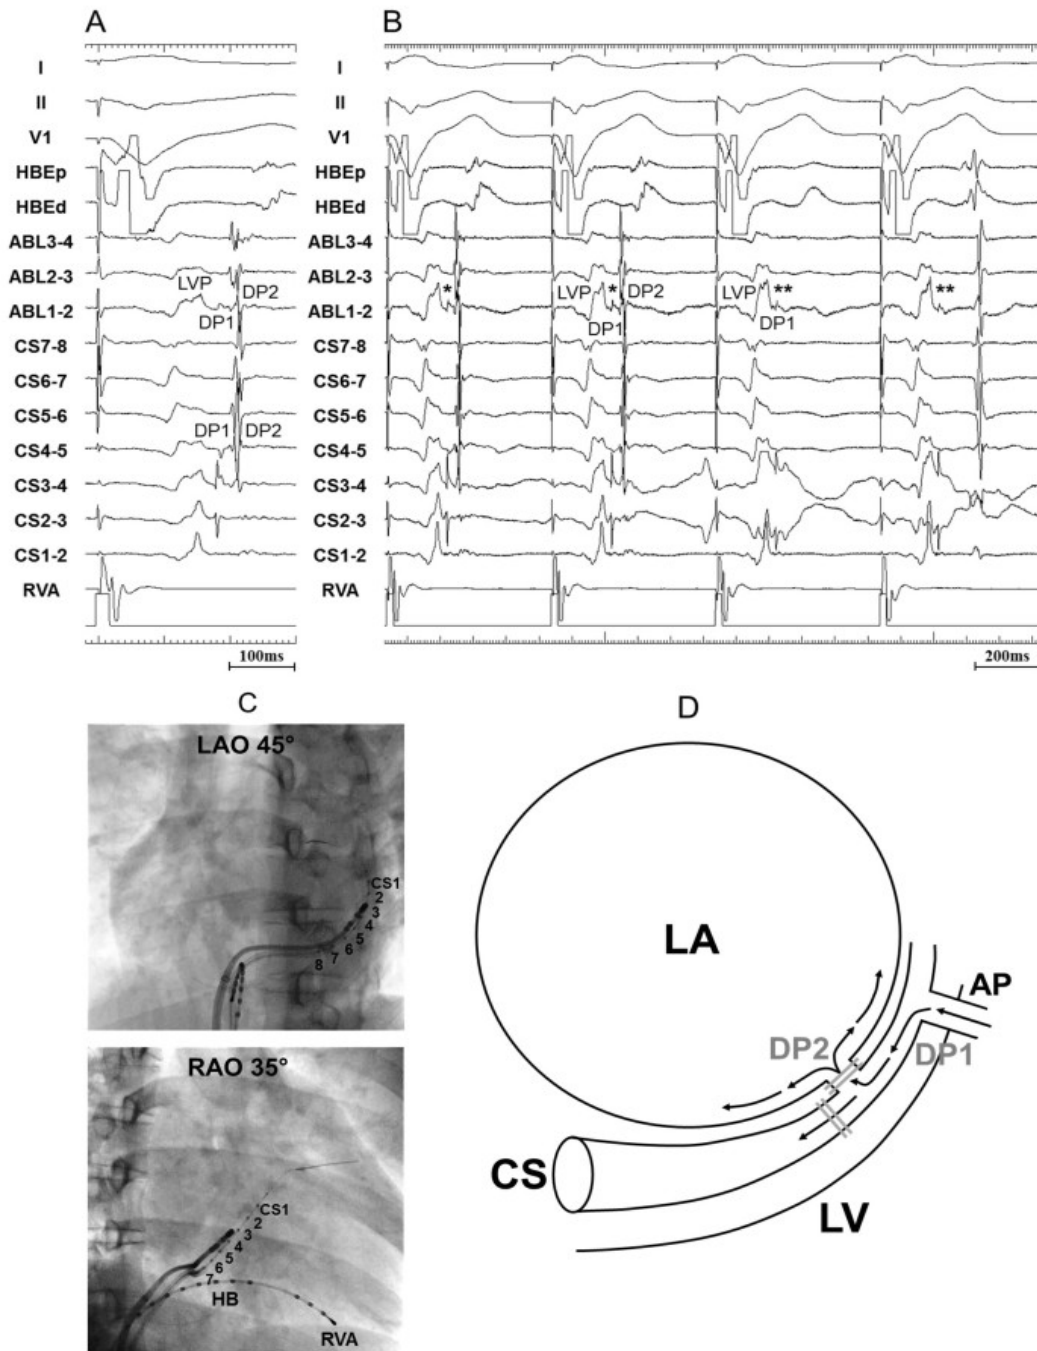 A
I
II
V1
HBEp
HBEd
ABL3-4
ABL2-3
ABL1-2
CS7-8
CS6-7
CS5-6
CS4-5
CS3-4
CS2-3
CS1-2
RVA
LVP
DP2
DP1
DP1 DP2
100ms
B
I
II
V1
HBEp
HBEd
ABL3-4
ABL2-3
ABL1-2
CS7-8
CS6-7
CS5-6
CS4-5
CS3-4
CS2-3
CS1-2
RVA
* * ** **
LVP DP2 LVP
DP1 DP1
200ms
C
LAO 45°
CS1
2
3
4
5
6
7
8
RAO 35°
CS1
2
3
4
5
6
7
HB
RVA
D
LA
AP
DP2 DP1
CS
LV